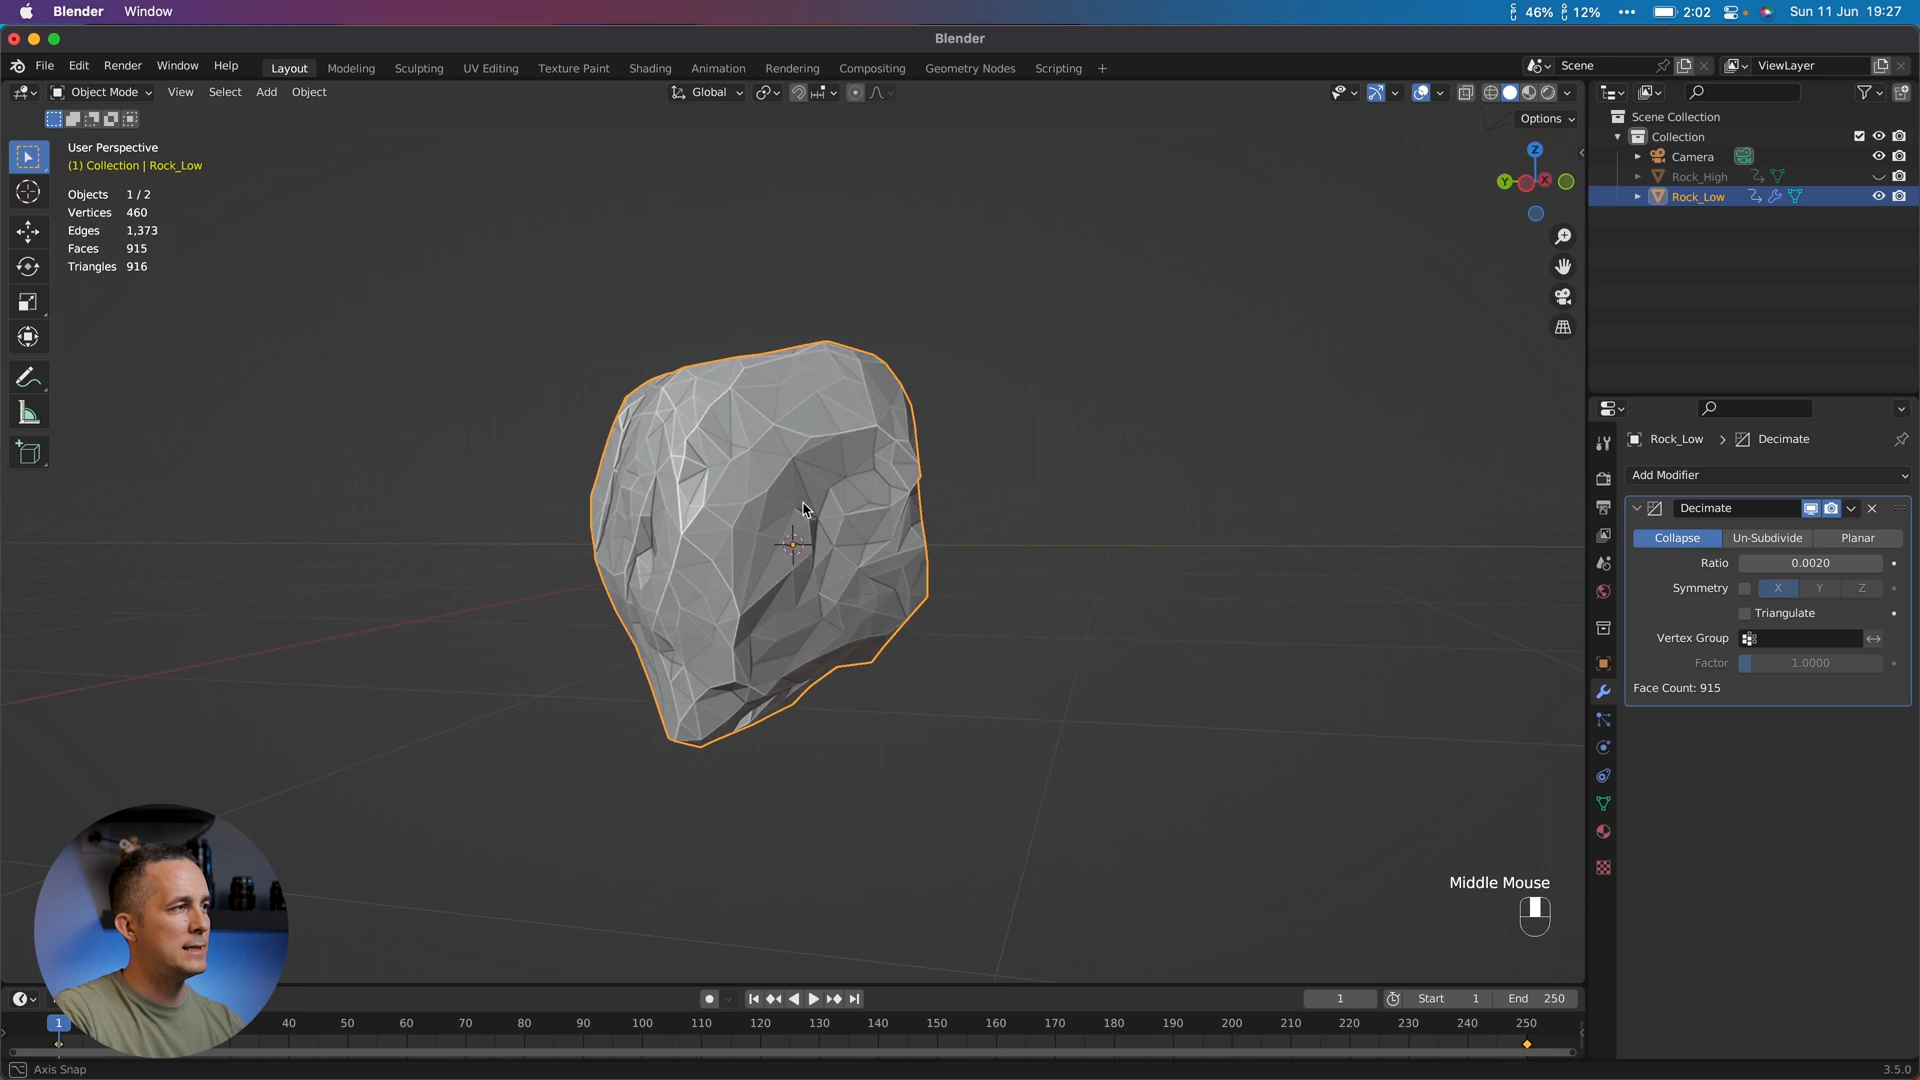 Blender Window 46% 12% ••• 2:02 Sun 11 Jun 19:27
Blender
File Edit Render Window Help Layout Modeling Sculpting UV Editing Texture Paint Shading Animation Rendering Compositing Geometry Nodes Scripting + Scene ViewLayer
Object Mode View Select Add Object Global
Options
User Perspective
(1) Collection | Rock_Low
Objects 1 / 2
Vertices 460
Edges 1,373
Faces 915
Triangles 916
Z
Y X
Scene Collection
Collection
Camera
Rock_High
Rock_Low
Rock_Low > Decimate
Add Modifier
Decimate
Collapse Un-Subdivide Planar
Ratio 0.0020
Symmetry X Y Z
Triangulate
Vertex Group
Factor 1.0000
Face Count: 915
Middle Mouse
1 Start 1 End 250
1 40 50 60 70 80 90 100 110 120 130 140 150 160 170 180 190 200 210 220 230 240 250
Axis Snap 3.5.0